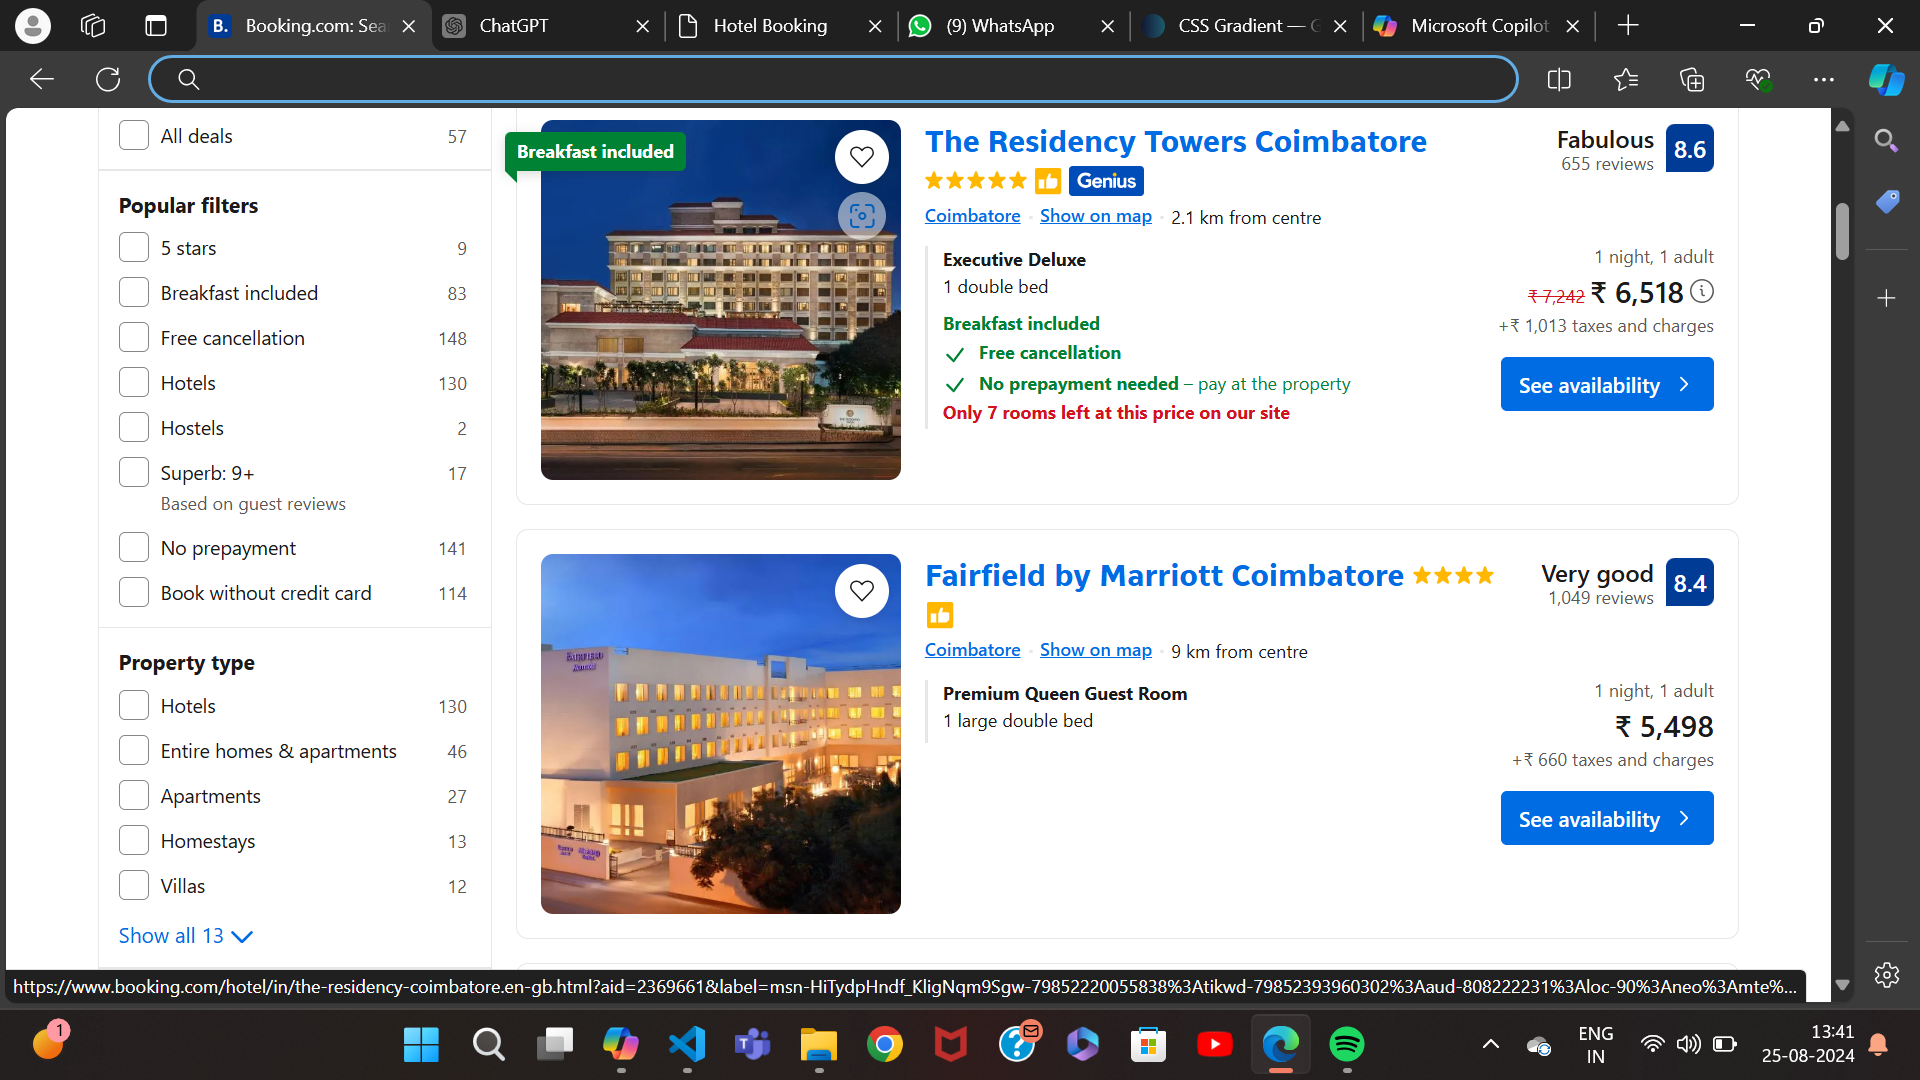 Booking.com: Sea
ChatGPT
Hotel Booking
(9) WhatsApp
CSS Gradient — G
Microsoft Copilot
All deals 57
Popular filters
5 stars 9
Breakfast included 83
Free cancellation 148
Hotels 130
Hostels 2
Superb: 9+ 17
Based on guest reviews
No prepayment 141
Book without credit card 114
Property type
Hotels 130
Entire homes & apartments 46
Apartments 27
Homestays 13
Villas 12
Show all 13
Breakfast included
The Residency Towers Coimbatore
Genius
Coimbatore Show on map 2.1 km from centre
Fabulous 8.6
655 reviews
Executive Deluxe
1 double bed
Breakfast included
Free cancellation
No prepayment needed – pay at the property
Only 7 rooms left at this price on our site
1 night, 1 adult
₹ 7,242 ₹ 6,518
+₹ 1,013 taxes and charges
See availability
Fairfield by Marriott Coimbatore
Coimbatore Show on map 9 km from centre
Very good 8.4
1,049 reviews
Premium Queen Guest Room
1 large double bed
1 night, 1 adult
₹ 5,498
+₹ 660 taxes and charges
See availability
https://www.booking.com/hotel/in/the-residency-coimbatore.en-gb.html?aid=2369661&label=msn-HiTydpHndf_KligNqm9Sgw-79852220055838%3Atikwd-79852393960302%3Aaud-808222231%3Aloc-90%3Aneo%3Amte%...
1
ENG
IN
13:41
25-08-2024